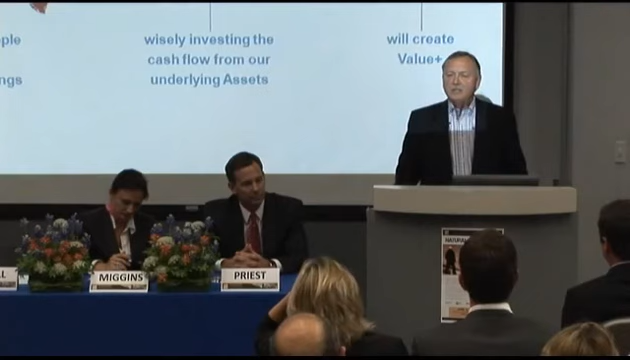 wisely investing the
cash flow from our
underlying Assets
will create
Value+
MIGGINS
PRIEST